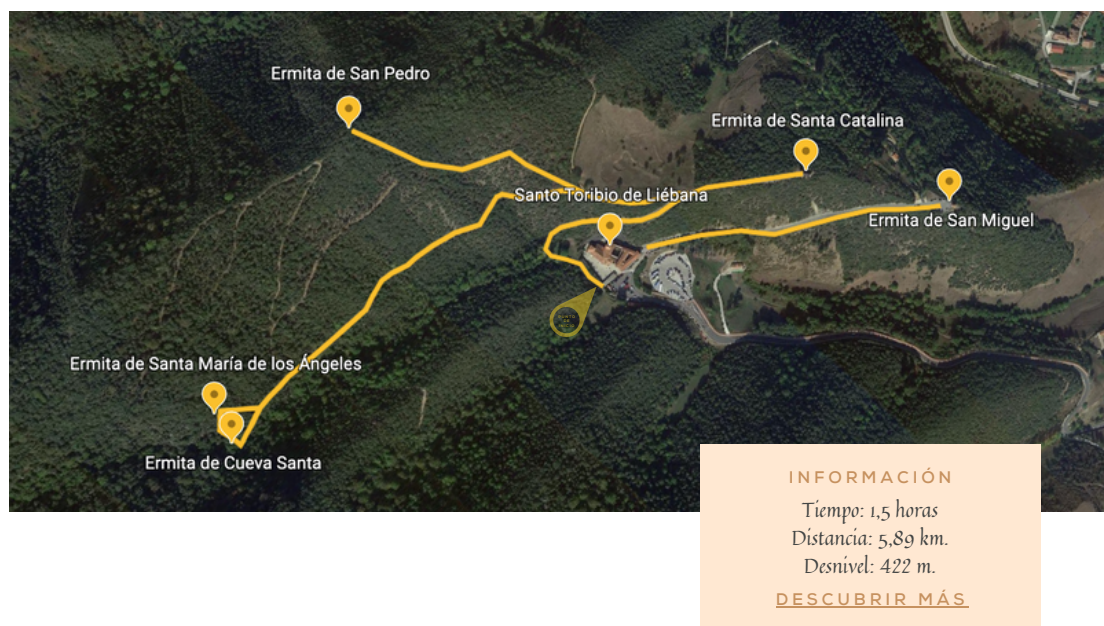 Ermita de San Pedro
Ermita de Santa Catalina
Santo Toribio de Liébana
Ermita de San Miguel
Ermita de Santa María de los Ángeles
Ermita de Cueva Santa
INFORMACIÓN
Tiempo: 1,5 horas
Distancia: 5,89 km.
Desnivel: 422 m.
DESCUBRIR MÁS